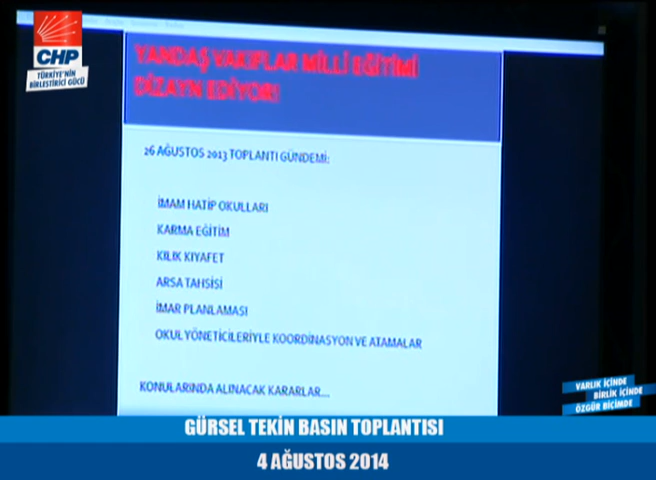 CHP
TÜRKİYE'NİN
BİRLEŞTİRİCİ GÜCÜ
YANDAŞ VAKIFLAR MİLLİ EĞİTİMİ
DİZAYN EDİYOR!
26 AĞUSTOS 2013 TOPLANTI GÜNDEMİ:
İMAM HATİP OKULLARI
KARMA EĞİTİM
KILIK KIYAFET
ARSA TAHSİSİ
İMAR PLANLAMASI
OKUL YÖNETİCİLERİYLE KOORDİNASYON VE ATAMALAR
KONULARINDA ALINACAK KARARLAR...
VARLIK İÇİNDE
BİRLİK İÇİNDE
ÖZGÜR BİÇİMDE
GÜRSEL TEKİN BASIN TOPLANTISI
4 AĞUSTOS 2014